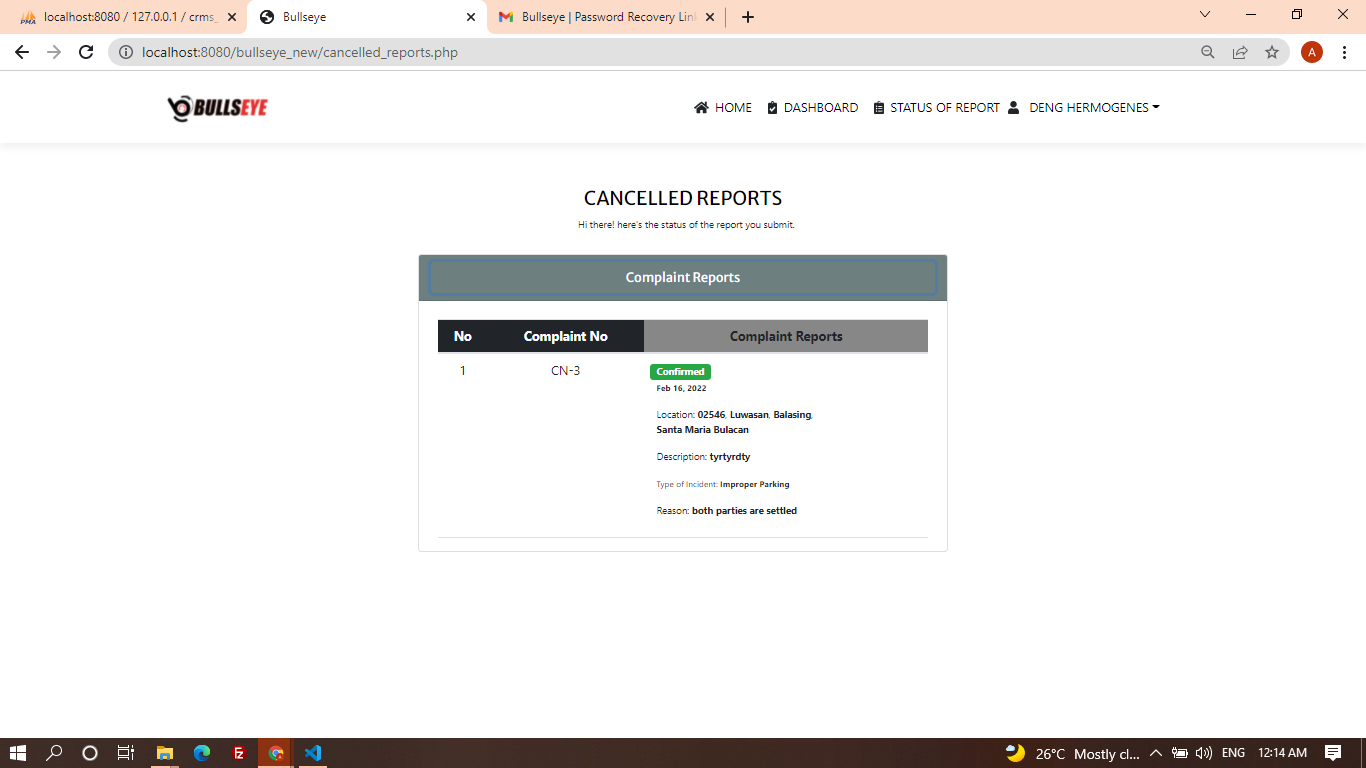 localhost:8080 / 127.0.0.1 / crms_
Bullseye
Bullseye | Password Recovery Lin
localhost:8080/bullseye_new/cancelled_reports.php
A
BULLSEYE
HOME
DASHBOARD
STATUS OF REPORT
DENG HERMOGENES
CANCELLED REPORTS
Hi there! here's the status of the report you submit.
Complaint Reports
No Complaint No Complaint Reports
1 CN-3 Confirmed
Feb 16, 2022
Location: 02546, Luwasan, Balasing,
Santa Maria Bulacan
Description: tyrtyrdty
Type of Incident: Improper Parking
Reason: both parties are settled
26°C Mostly cl... ENG 12:14 AM